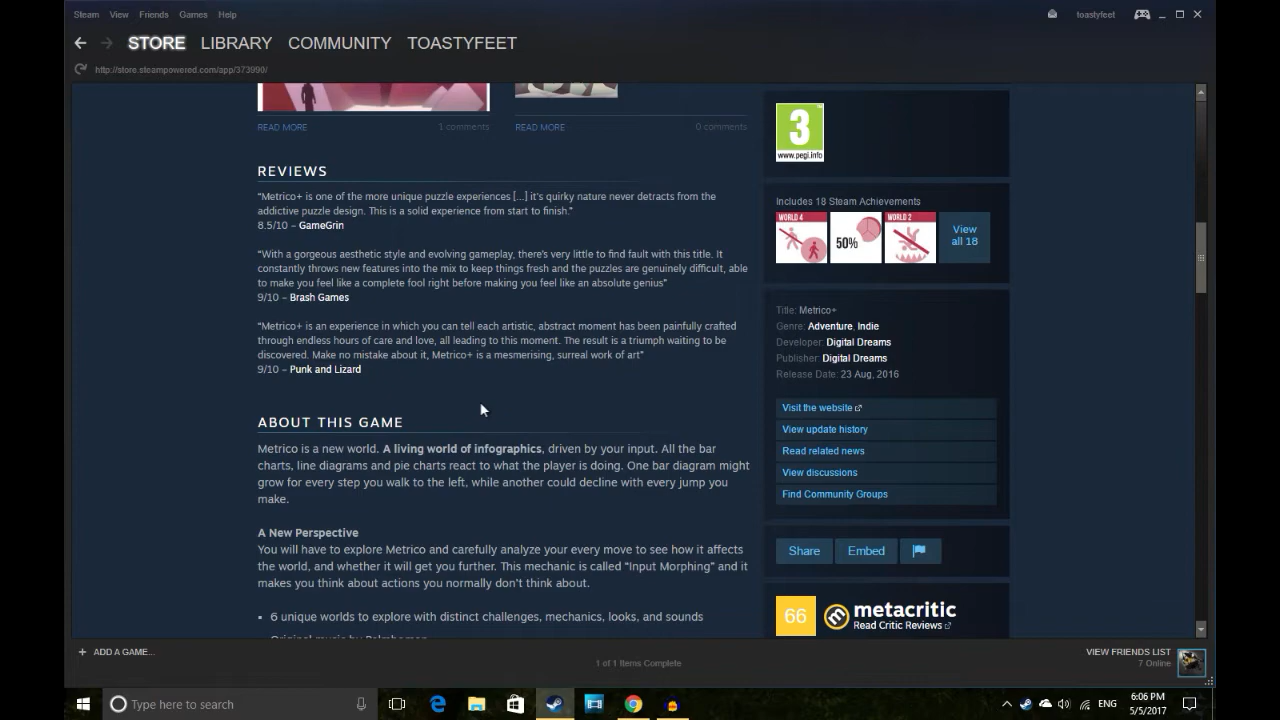 Steam View Friends Games Help
toastyfeet
STORE LIBRARY COMMUNITY TOASTYFEET
http://store.steampowered.com/app/373990/
READ MORE 1 comments READ MORE 0 comments
REVIEWS
“Metrico+ is one of the more unique puzzle experiences [...] it's quirky nature never detracts from the
addictive puzzle design. This is a solid experience from start to finish.”
8.5/10 – GameGrin
“With a gorgeous aesthetic style and evolving gameplay, there's very little to find fault with this title. It
constantly throws new features into the mix to keep things fresh and the puzzles are genuinely difficult, able
to make you feel like a complete fool right before making you feel like an absolute genius”
9/10 – Brash Games
“Metrico+ is an experience in which you can tell each artistic, abstract moment has been painfully crafted
through endless hours of care and love, all leading to this moment. The result is a triumph waiting to be
discovered. Make no mistake about it, Metrico+ is a mesmerising, surreal work of art”
9/10 – Punk and Lizard
ABOUT THIS GAME
Metrico is a new world. A living world of infographics, driven by your input. All the bar
charts, line diagrams and pie charts react to what the player is doing. One bar diagram might
grow for every step you walk to the left, while another could decline with every jump you
make.
A New Perspective
You will have to explore Metrico and carefully analyze your every move to see how it affects
the world, and whether it will get you further. This mechanic is called "Input Morphing" and it
makes you think about actions you normally don't think about.
▪ 6 unique worlds to explore with distinct challenges, mechanics, looks, and sounds
3
www.pegi.info
Includes 18 Steam Achievements
WORLD 4
50%
WORLD 2
View
all 18
Title: Metrico+
Genre: Adventure, Indie
Developer: Digital Dreams
Publisher: Digital Dreams
Release Date: 23 Aug, 2016
Visit the website
View update history
Read related news
View discussions
Find Community Groups
Share Embed
66 metacritic
Read Critic Reviews
+ ADD A GAME...
1 of 1 Items Complete
VIEW FRIENDS LIST
7 Online
Type here to search
ENG
6:06 PM
5/5/2017